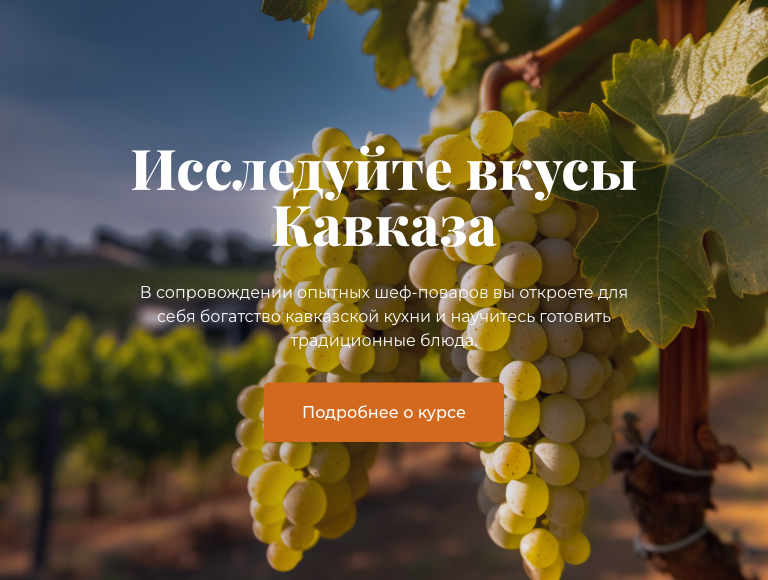 Исследуйте вкусы
Кавказа
В сопровождении опытных шеф-поваров вы откроете для
себя богатство кавказской кухни и научитесь готовить
традиционные блюда.
Подробнее о курсе